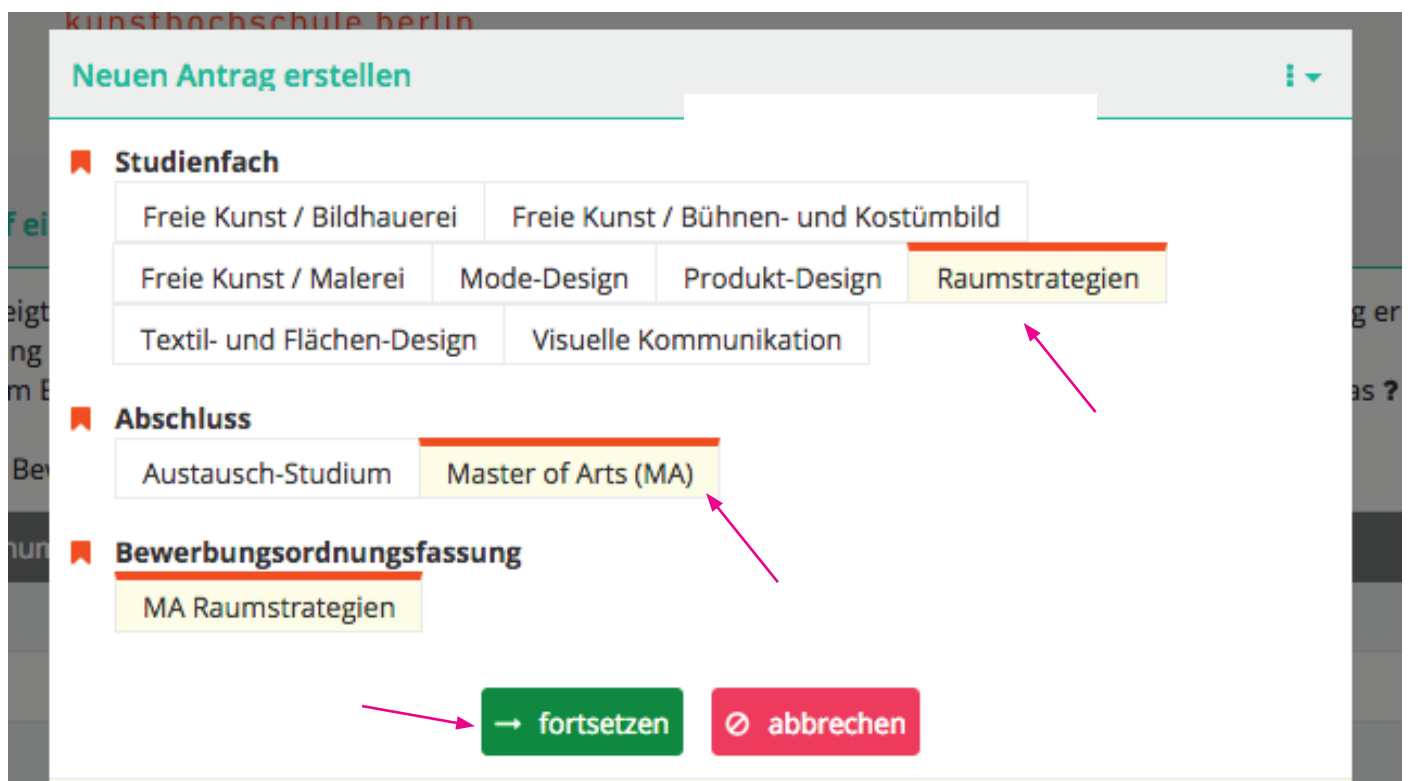 kunsthochschule berlin
Neuen Antrag erstellen
Studienfach
Freie Kunst / Bildhauerei Freie Kunst / Bühnen- und Kostümbild
Freie Kunst / Malerei Mode-Design Produkt-Design Raumstrategien
Textil- und Flächen-Design Visuelle Kommunikation
Abschluss
Austausch-Studium Master of Arts (MA)
Bewerbungsordnungsfassung
MA Raumstrategien
→ fortsetzen abbrechen